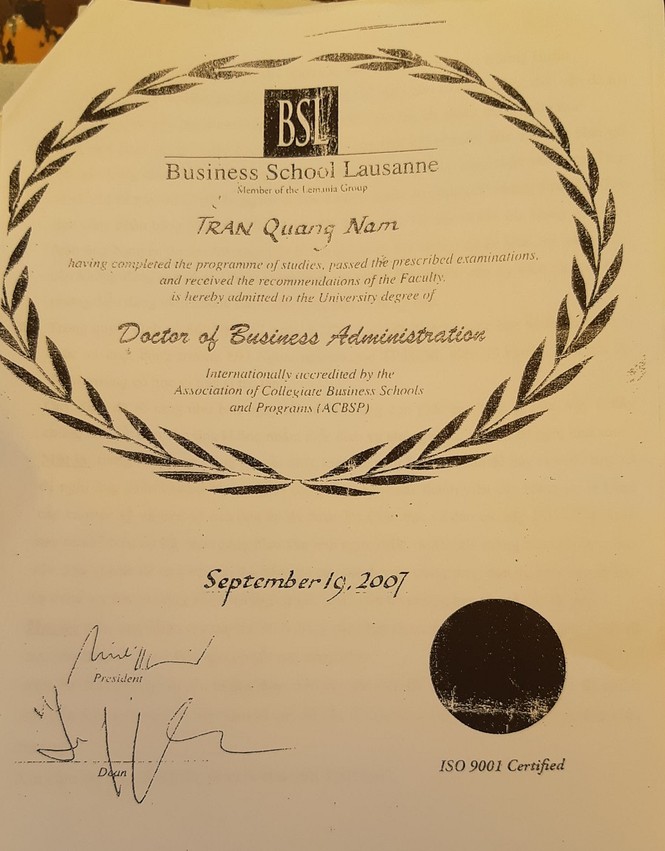 BSL
Business School Lausanne
Member of the Lemania Group
TRAN Quang Nam
having completed the programme of studies, passed the prescribed examinations,
and received the recommendations of the Faculty.
is hereby admitted to the University degree of
Doctor of Business Administration
Internationally accredited by the
Association of Collegiate Business Schools
and Programs (ACBSP)
September 19, 2007
President
Dean
ISO 9001 Certified